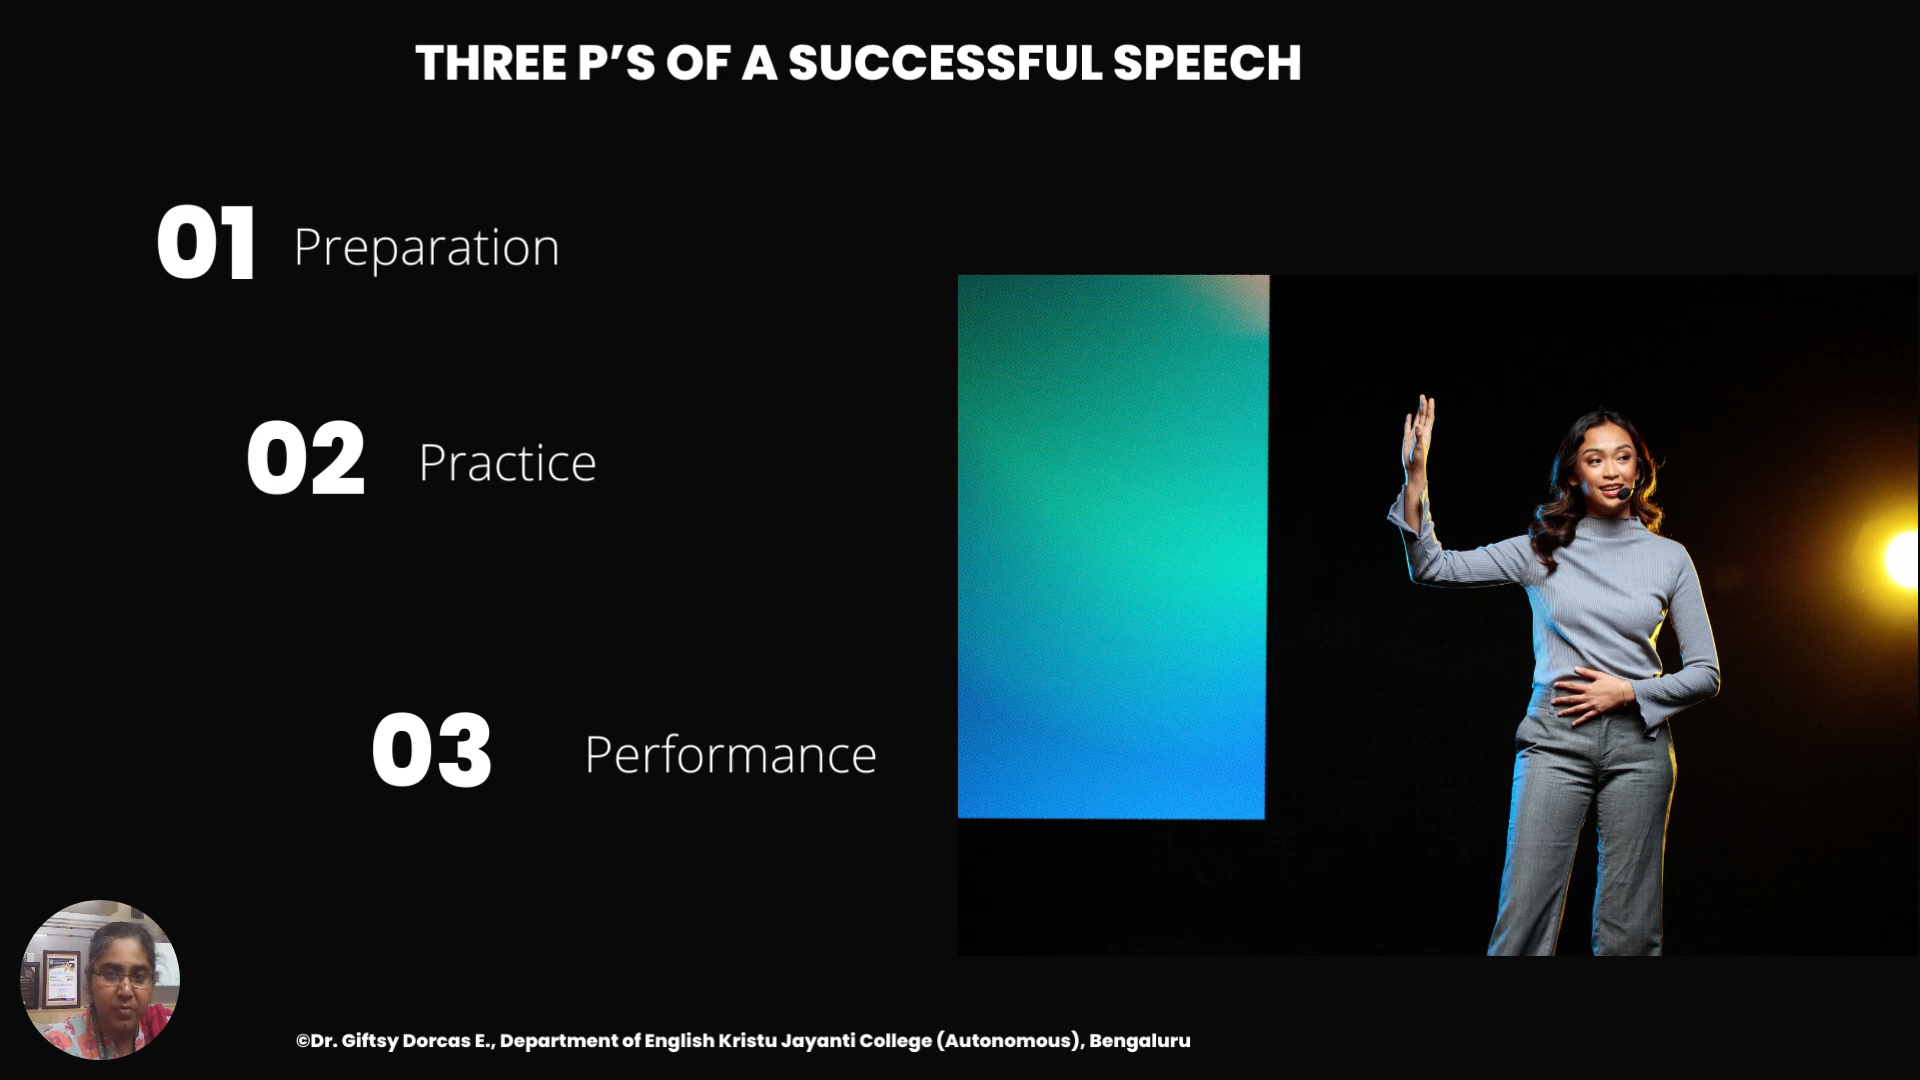 THREE P’S OF A SUCCESSFUL SPEECH
01 Preparation
02 Practice
03 Performance
©Dr. Giftsy Dorcas E., Department of English Kristu Jayanti College (Autonomous), Bengaluru